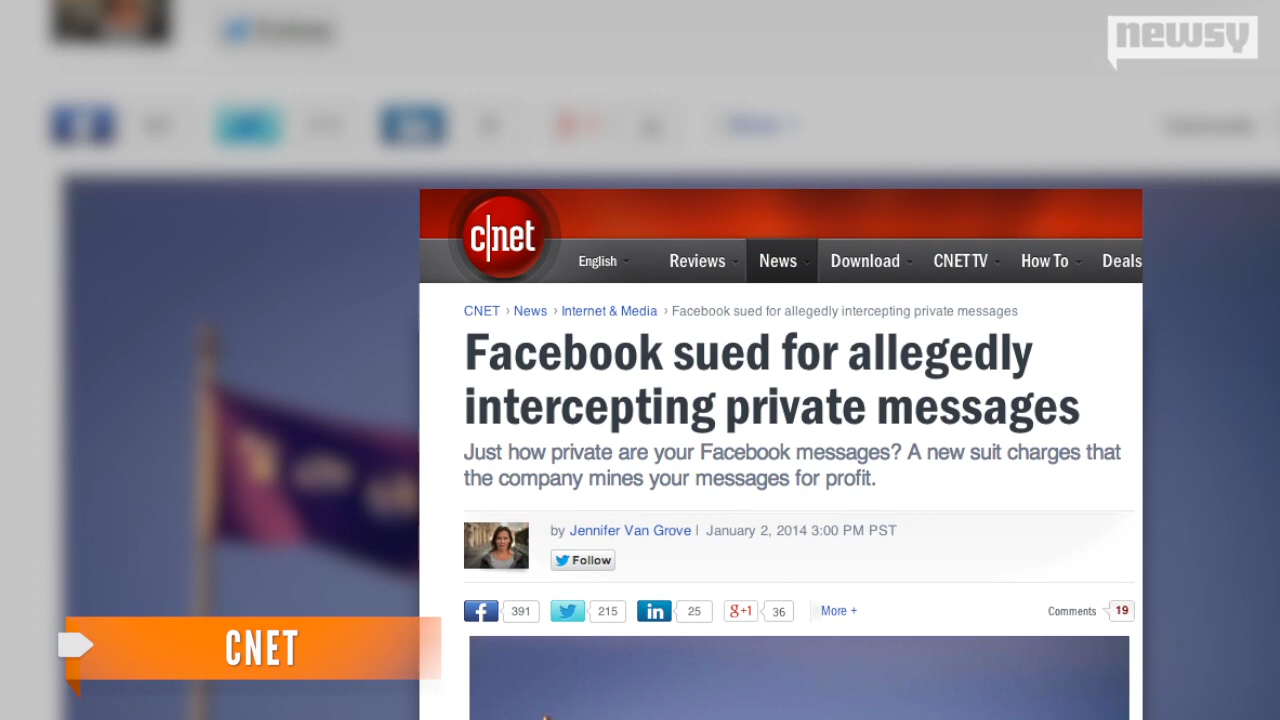 newsy
c|net
English
Reviews
News
Download
CNET TV
How To
Deals
CNET › News › Internet & Media › Facebook sued for allegedly intercepting private messages
Facebook sued for allegedly
intercepting private messages
Just how private are your Facebook messages? A new suit charges that
the company mines your messages for profit.
by Jennifer Van Grove | January 2, 2014 3:00 PM PST
Follow
f 391 215 in 25 g+1 36 More + Comments 19
CNET